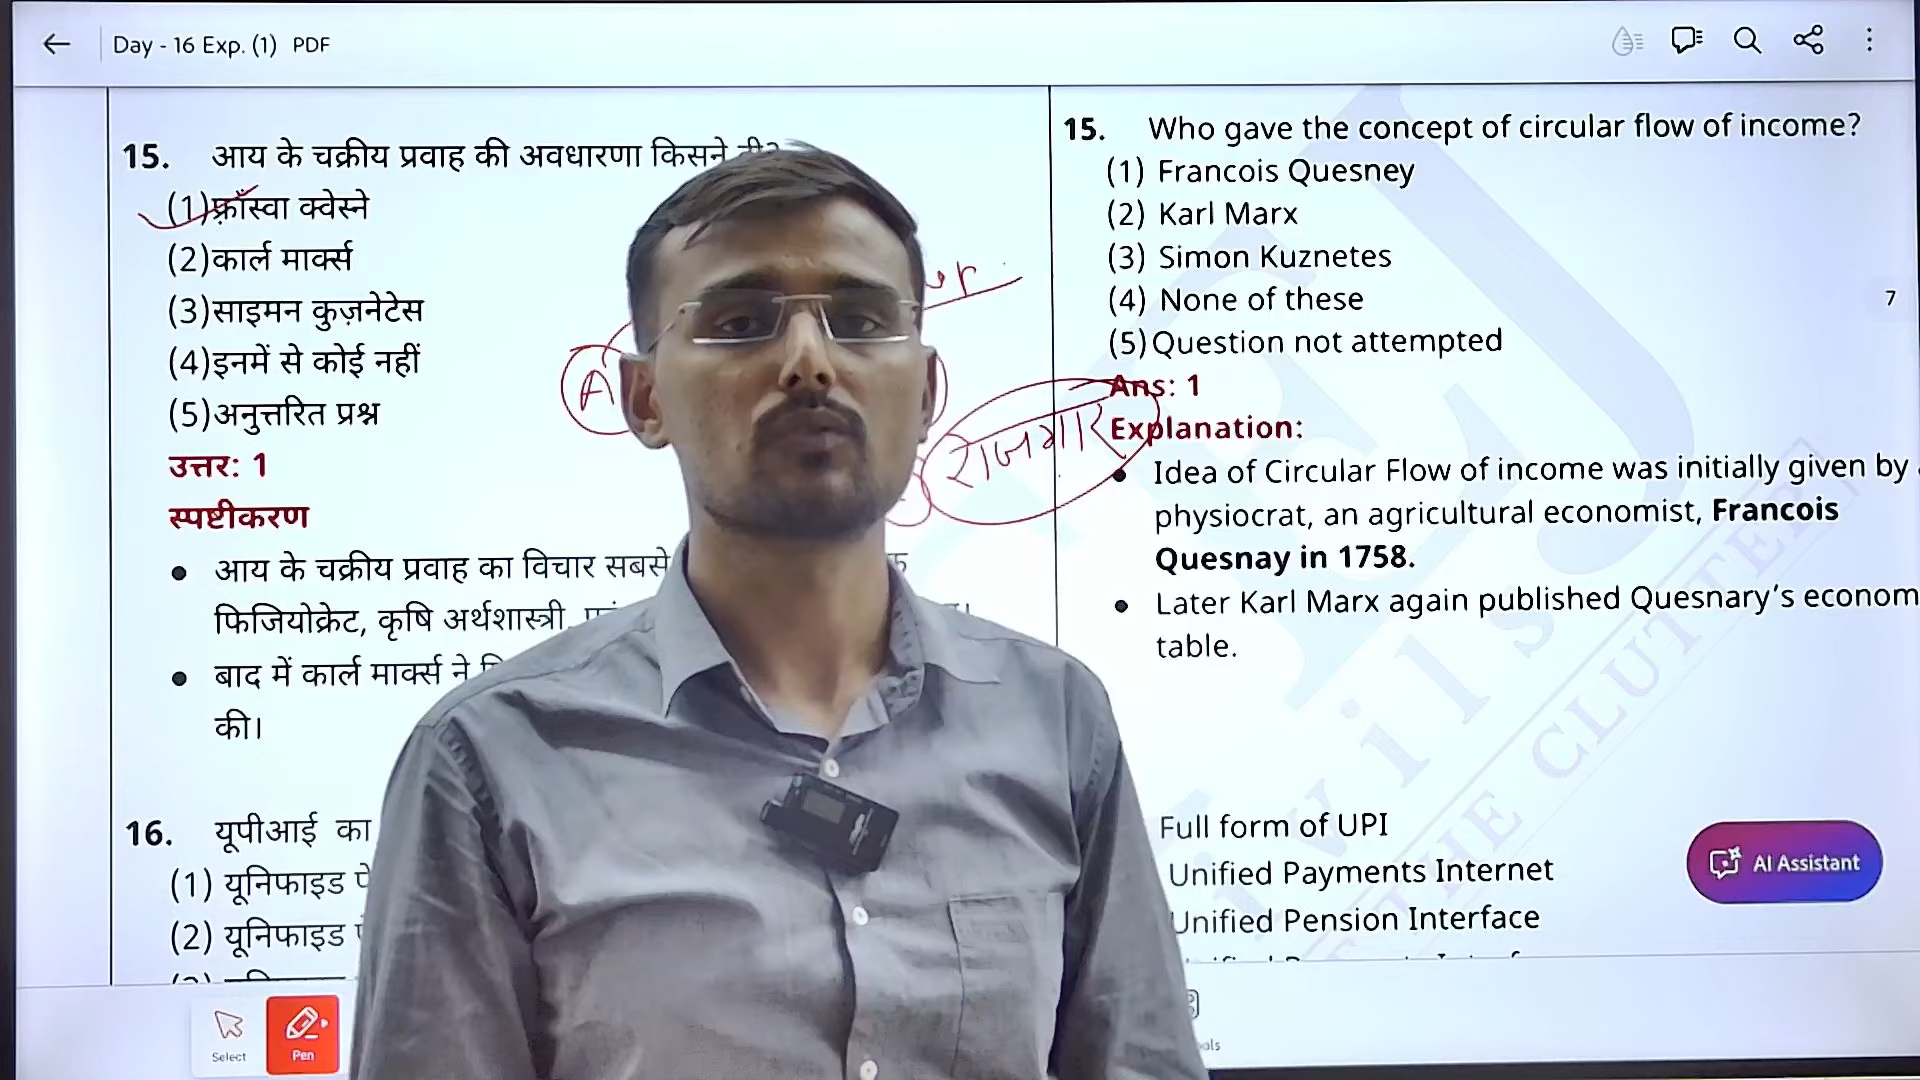 Day - 16 Exp. (1) PDF
15. आय के चक्रीय प्रवाह की अवधारणा किसने
(1)फ़्राँस्वा क्वेस्ने
(2)कार्ल मार्क्स
(3)साइमन कुज़नेटेस
(4)इनमें से कोई नहीं
(5)अनुत्तरित प्रश्न
उत्तर: 1
स्पष्टीकरण
आय के चक्रीय प्रवाह का विचार सबसे
फिजियोक्रेट, कृषि अर्थशास्त्री,
बाद में कार्ल मार्क्स ने
की।
16. यूपीआई का
(1) यूनिफाइड
(2) यूनिफाइड
A
15. Who gave the concept of circular flow of income?
(1) Francois Quesney
(2) Karl Marx
(3) Simon Kuznetes
(4) None of these
(5) Question not attempted
Ans: 1
Explanation:
Idea of Circular Flow of income was initially given by
physiocrat, an agricultural economist, Francois
Quesnay in 1758.
Later Karl Marx again published Quesnary’s econom
table.
7
Full form of UPI
Unified Payments Internet
Unified Pension Interface
AI Assistant
Select
Pen